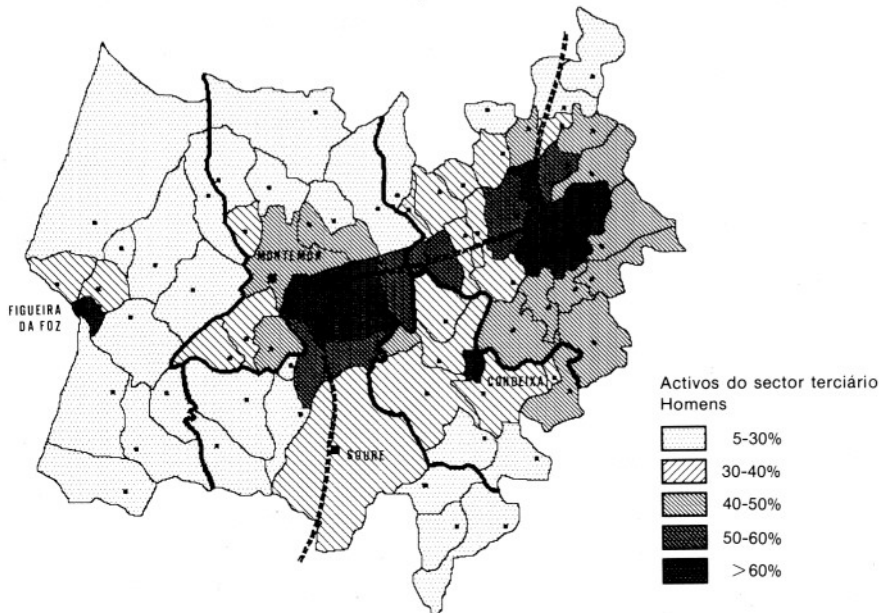 MONTEMOR
FIGUEIRA
DA FOZ
CONDEIXA
SOURE
Activos do sector terciário
Homens
5-30%
30-40%
40-50%
50-60%
>60%